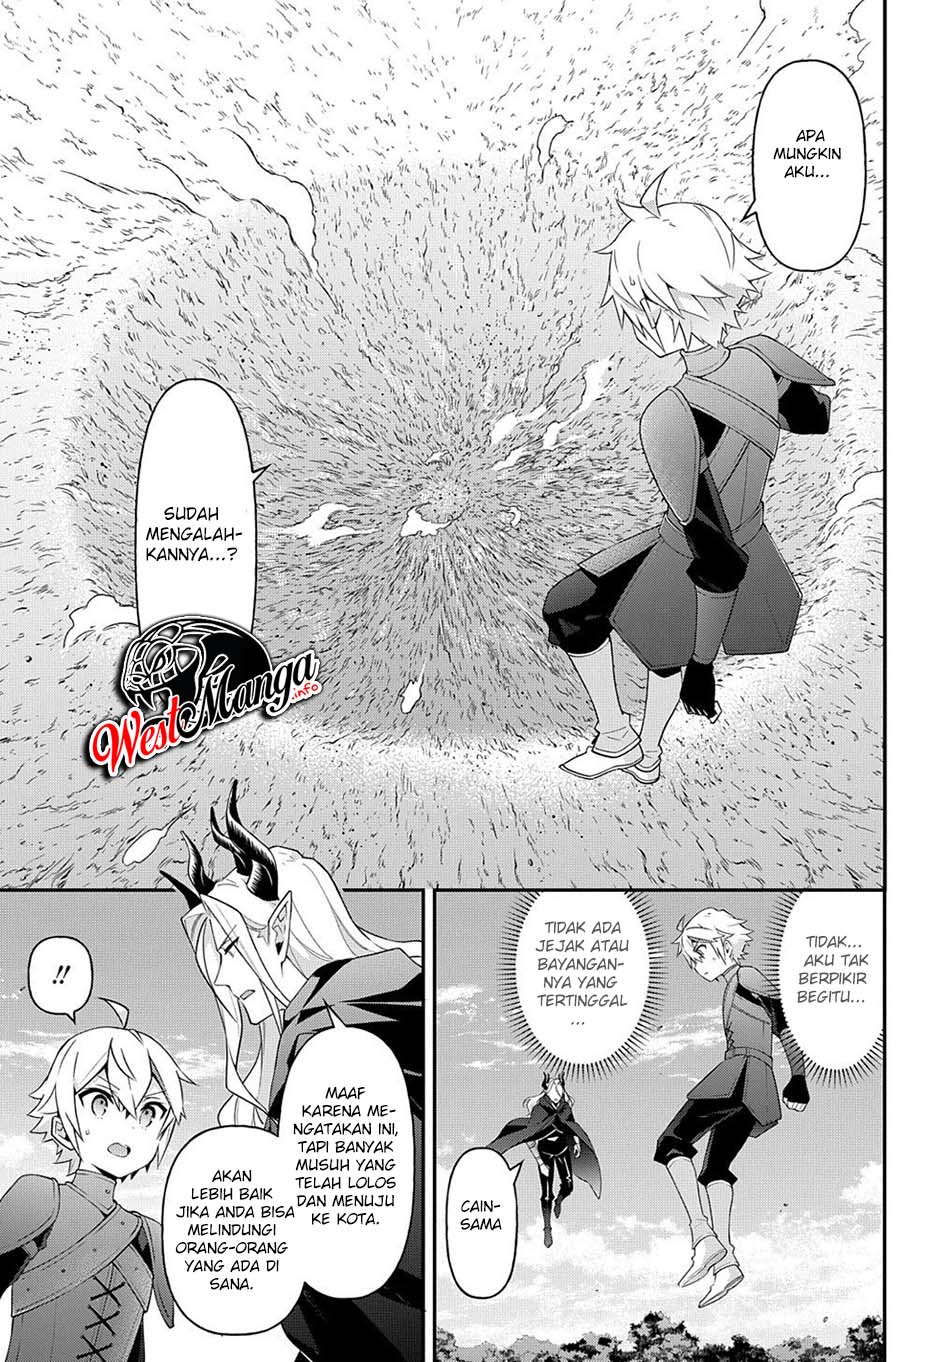 APA
MUNGKIN
AKU...
SUDAH
MENGALAH-
KANNYA...?
WESTMANGA
.info
TIDAK...
AKU TAK
BERPIKIR
BEGITU...
TIDAK ADA
JEJAK ATAU
BAYANGAN-
NYA YANG
TERTINGGAL
...
CAIN-
SAMA
MAAF
KARENA ME-
NGATAKAN INI,
TAPI BANYAK
MUSUH YANG
TELAH LOLOS
DAN MENUJU
KE KOTA.
AKAN
LEBIH BAIK
JIKA ANDA BISA
MELINDUNGI
ORANG-ORANG
YANG ADA DI
SANA.
!!